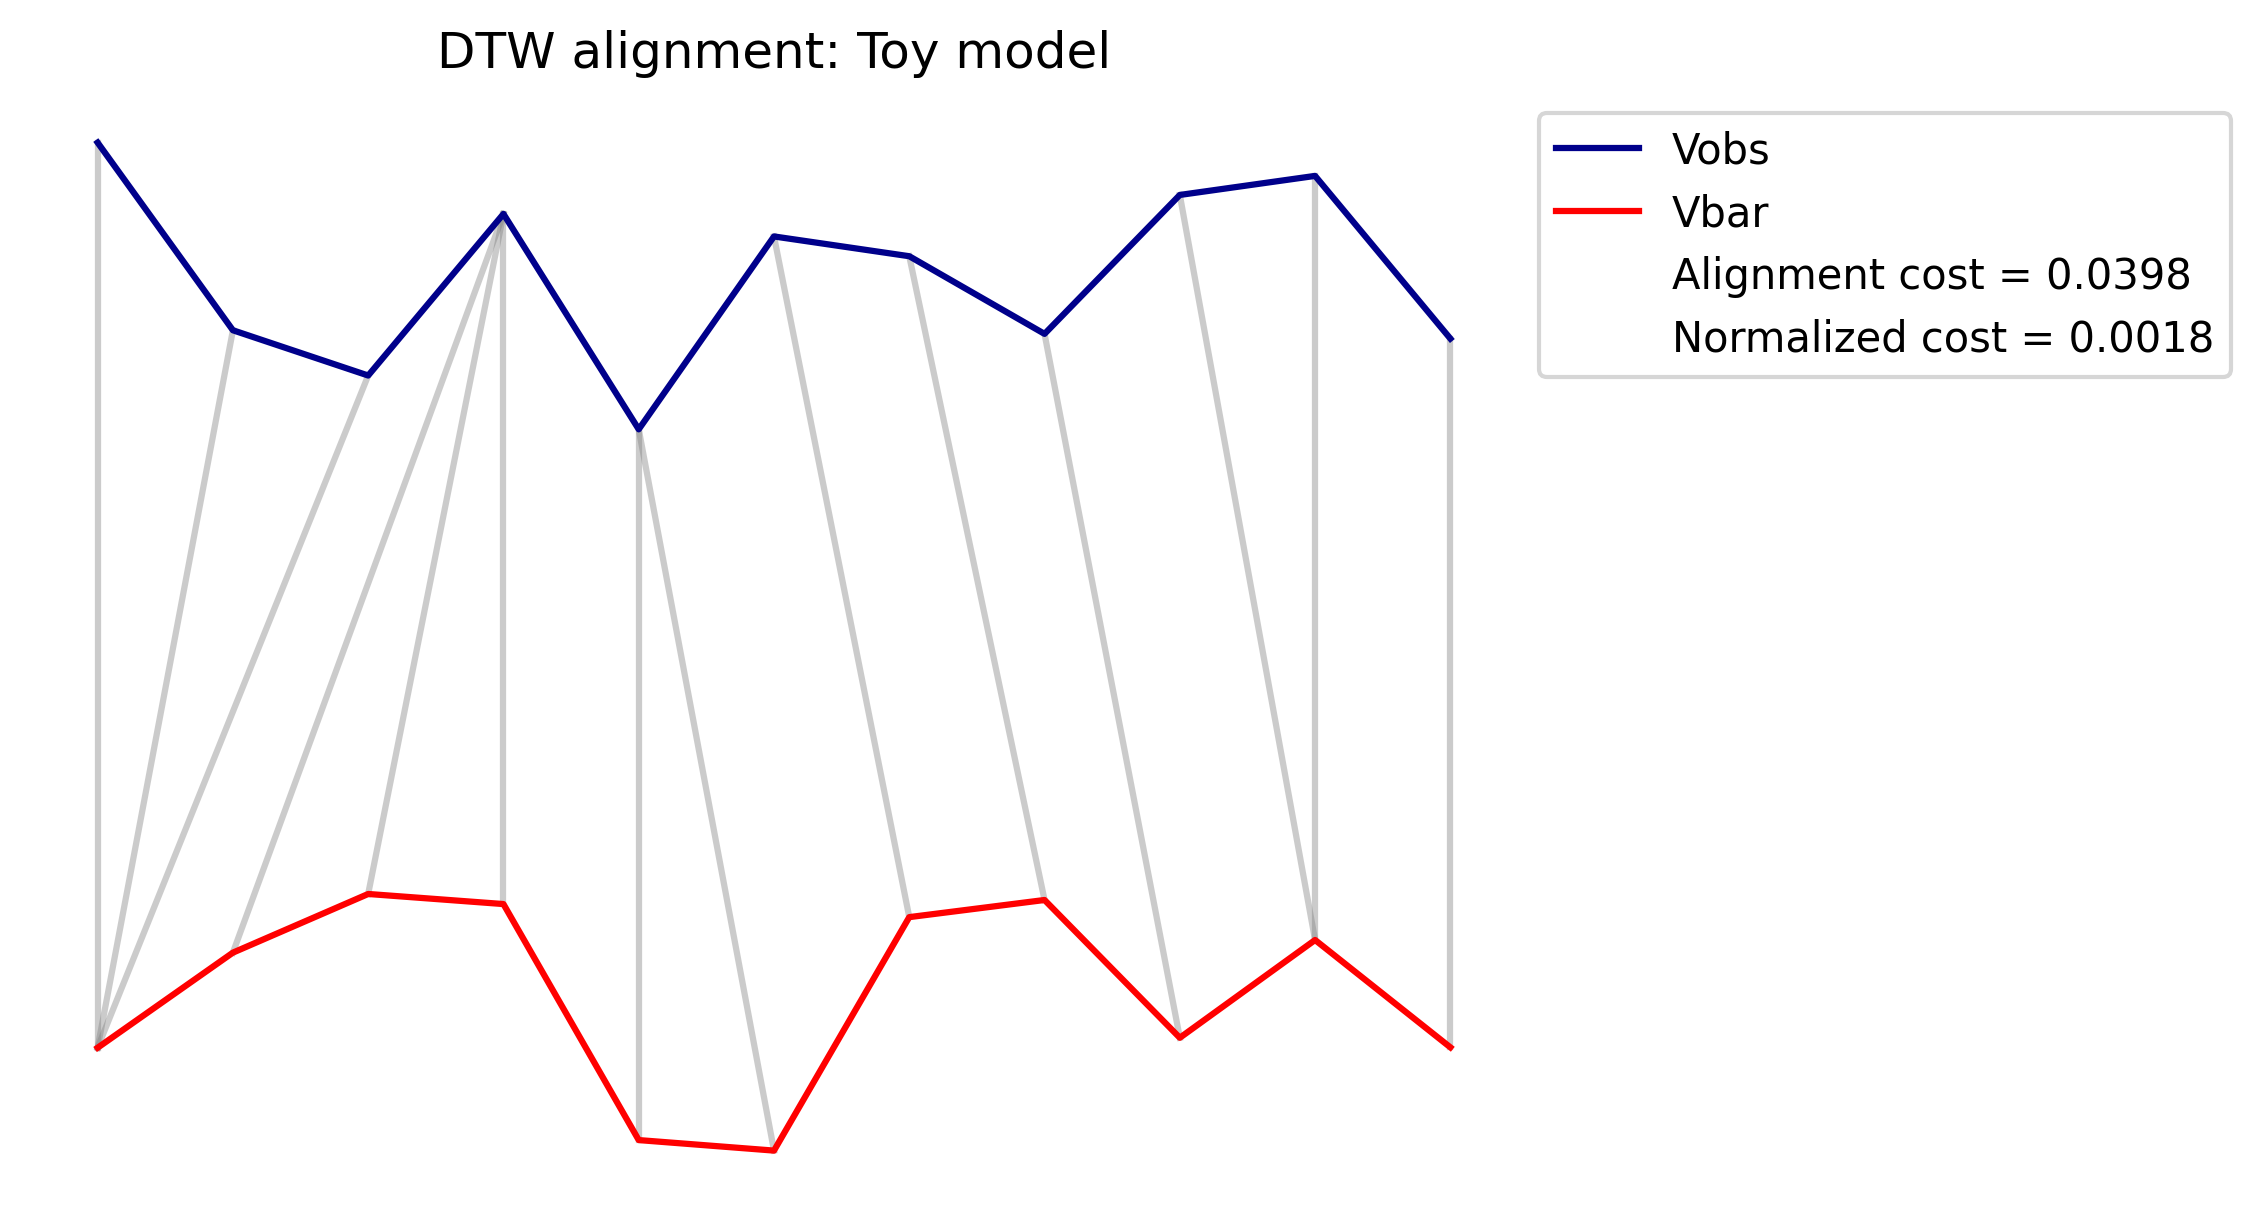 DTW alignment: Toy model
Vobs
Vbar
Alignment cost = 0.0398
Normalized cost = 0.0018